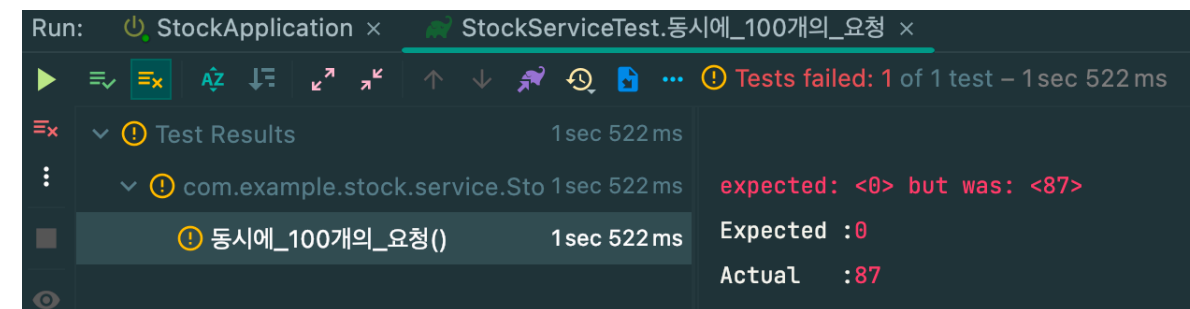 Run: StockApplication × StockServiceTest.동시에_100개의_요청 ×
Tests failed: 1 of 1 test – 1 sec 522 ms
Test Results 1 sec 522 ms
com.example.stock.service.Sto 1 sec 522 ms
expected: <0> but was: <87>
동시에_100개의_요청() 1 sec 522 ms
Expected :0
Actual :87